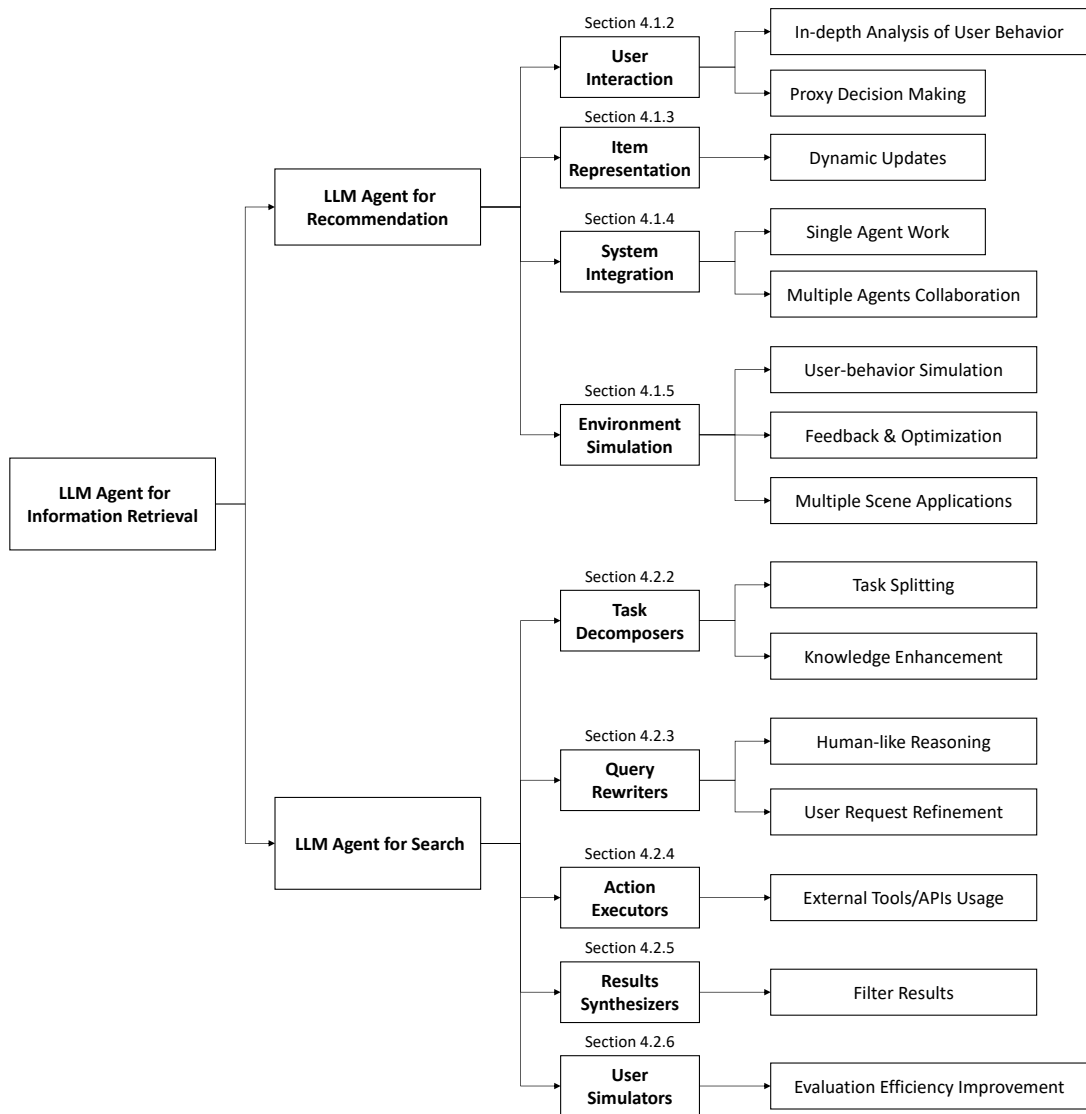 LLM Agent for
Information Retrieval
LLM Agent for
Recommendation
Section 4.1.2
User
Interaction
In-depth Analysis of User Behavior
Proxy Decision Making
Section 4.1.3
Item
Representation
Dynamic Updates
Section 4.1.4
System
Integration
Single Agent Work
Multiple Agents Collaboration
Section 4.1.5
Environment
Simulation
User-behavior Simulation
Feedback & Optimization
Multiple Scene Applications
LLM Agent for Search
Section 4.2.2
Task
Decomposers
Task Splitting
Knowledge Enhancement
Section 4.2.3
Query
Rewriters
Human-like Reasoning
User Request Refinement
Section 4.2.4
Action
Executors
External Tools/APIs Usage
Section 4.2.5
Results
Synthesizers
Filter Results
Section 4.2.6
User
Simulators
Evaluation Efficiency Improvement